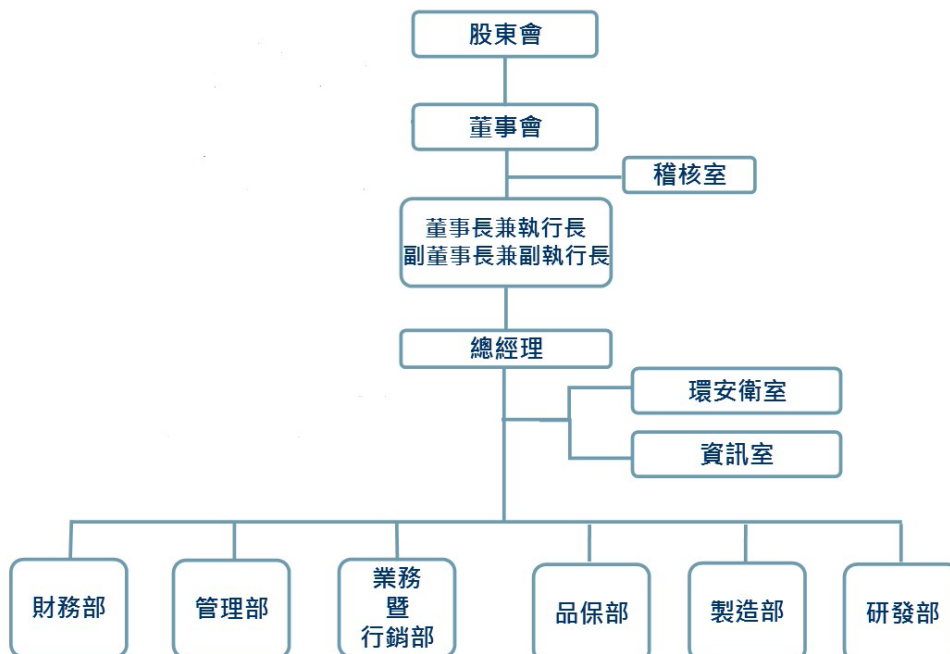 股東會
董事會
稽核室
董事長兼執行長
副董事長兼副執行長
總經理
環安衛室
資訊室
財務部
管理部
業務
暨
行銷部
品保部
製造部
研發部